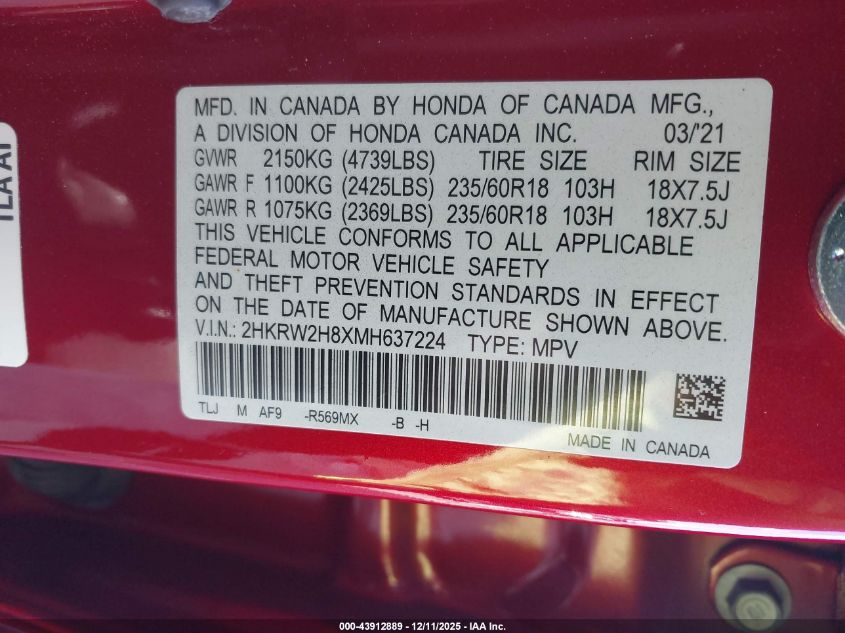 MFD. IN CANADA BY HONDA OF CANADA MFG.,
A DIVISION OF HONDA CANADA INC. 03/'21
GVWR 2150KG (4739LBS) TIRE SIZE RIM SIZE
GAWR F 1100KG (2425LBS) 235/60R18 103H 18X7.5J
GAWR R 1075KG (2369LBS) 235/60R18 103H 18X7.5J
THIS VEHICLE CONFORMS TO ALL APPLICABLE
FEDERAL MOTOR VEHICLE SAFETY
AND THEFT PREVENTION STANDARDS IN EFFECT
ON THE DATE OF MANUFACTURE SHOWN ABOVE.
V.I.N.: 2HKRW2H8XMH637224 TYPE: MPV
TLJ M AF9 -R569MX -B -H
MADE IN CANADA
000-43912889 - 12/11/2025 - IAA Inc.